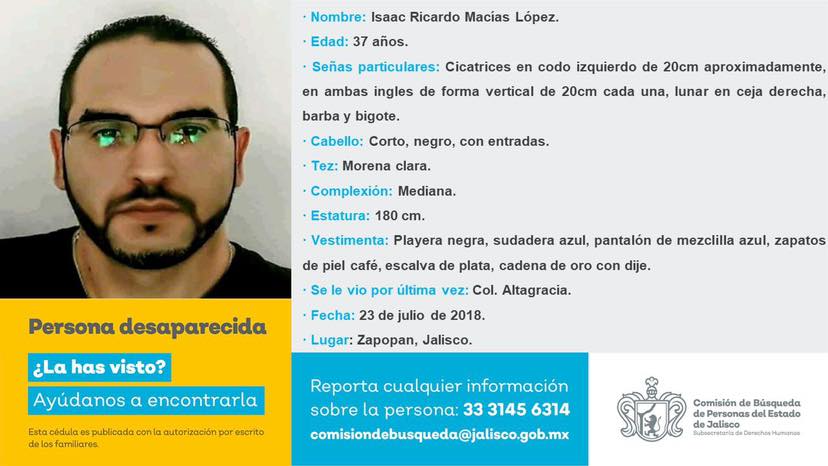 · Nombre: Isaac Ricardo Macías López.
· Edad: 37 años.
· Señas particulares: Cicatrices en codo izquierdo de 20cm aproximadamente,
en ambas ingles de forma vertical de 20cm cada una, lunar en ceja derecha,
barba y bigote.
· Cabello: Corto, negro, con entradas.
· Tez: Morena clara.
· Complexión: Mediana.
· Estatura: 180 cm.
· Vestimenta: Playera negra, sudadera azul, pantalón de mezclilla azul, zapatos
de piel café, escalva de plata, cadena de oro con dije.
· Se le vio por última vez: Col. Altagracia.
· Fecha: 23 de julio de 2018.
· Lugar: Zapopan, Jalisco.
Persona desaparecida
¿La has visto?
Ayúdanos a encontrarla
Esta cédula es publicada con la autorización por escrito
de los familiares.
Reporta cualquier información
sobre la persona: 33 3145 6314
comisiondebusqueda@jalisco.gob.mx
Comisión de Búsqueda
de Personas del Estado
de Jalisco
Subsecretaría de Derechos Humanos